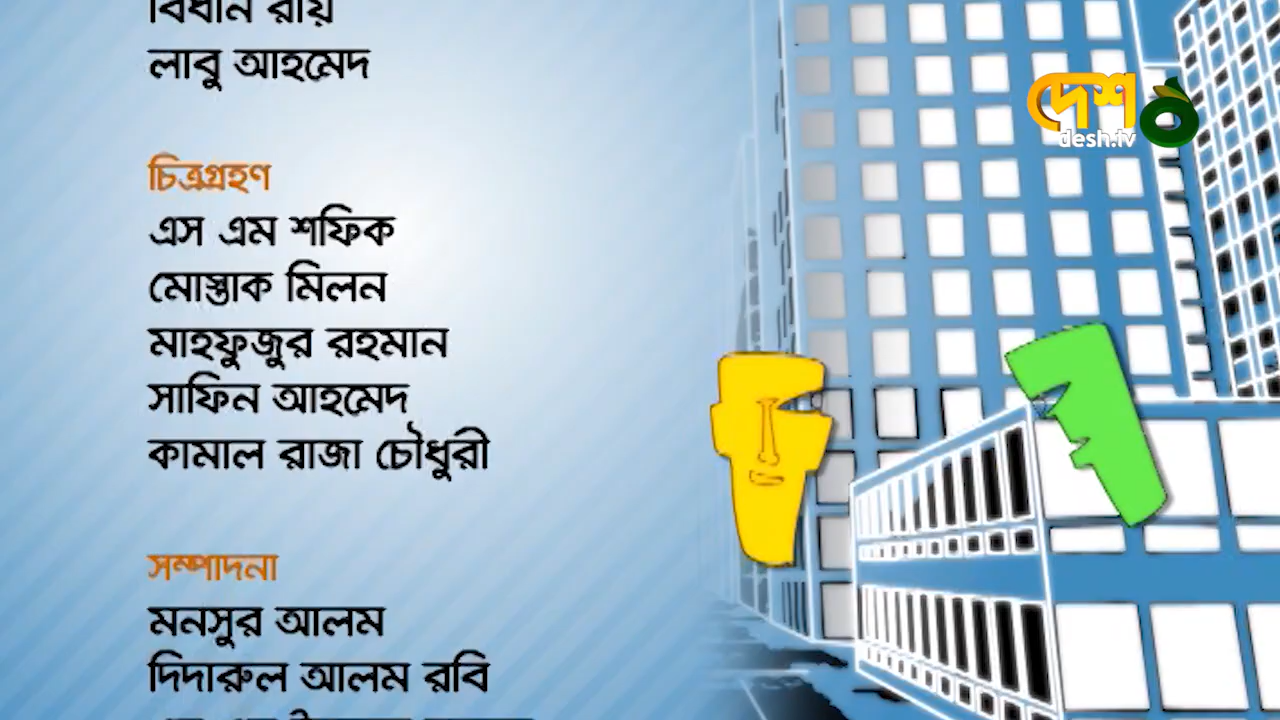 বিধান রায়
লাবু আহমেদ
চিত্রগ্রহণ
এস এম শফিক
মোস্তাক মিলন
মাহফুজুর রহমান
সাফিন আহমেদ
কামাল রাজা চৌধুরী
সম্পাদনা
মনসুর আলম
দিদারুল আলম রবি
দেশ
desh.tv